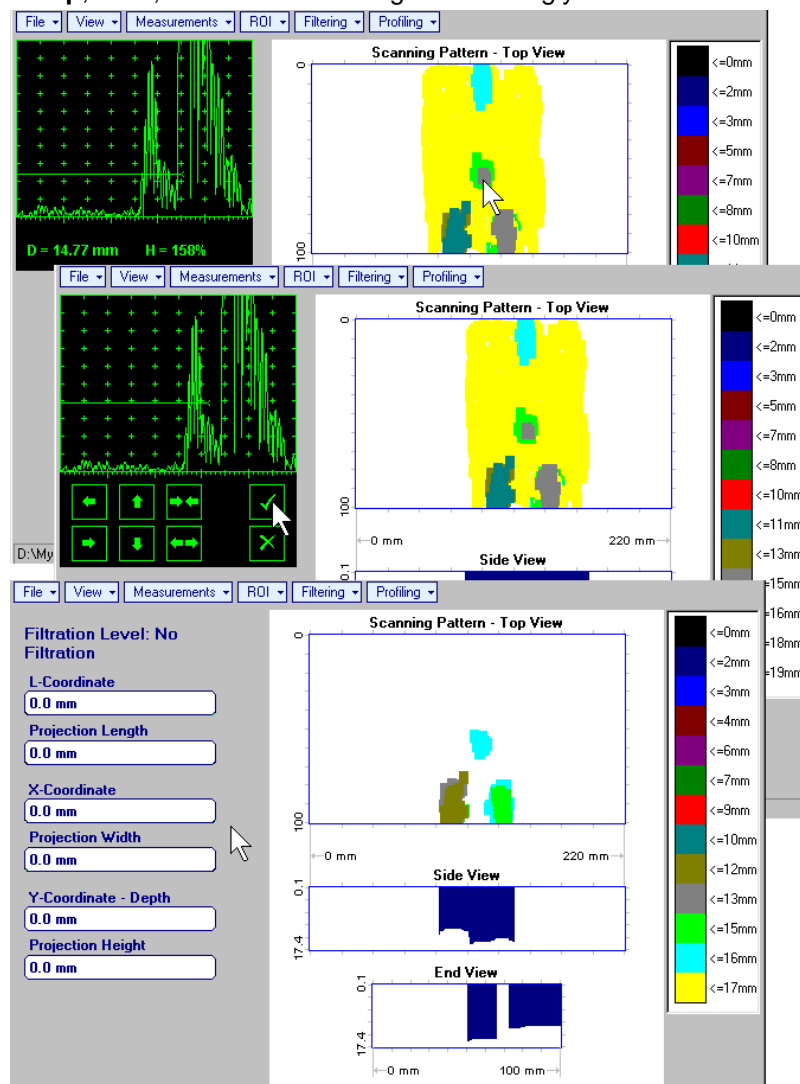 File View Measurements ROI Filtering Profiling
Scanning Pattern - Top View
0
100
D = 14.77 mm H = 158%
<=0mm
<=2mm
<=3mm
<=5mm
<=7mm
<=8mm
<=10mm
File View Measurements ROI Filtering Profiling
Scanning Pattern - Top View
0
100
0 mm 220 mm
Side View
0.1
<=0mm
<=2mm
<=3mm
<=5mm
<=7mm
<=8mm
<=10mm
<=11mm
<=13mm
<=15mm
<=16mm
<=18mm
<=19mm
D:\My
File View Measurements ROI Filtering Profiling
Filtration Level: No
Filtration
L-Coordinate
0.0 mm
Projection Length
0.0 mm
X-Coordinate
0.0 mm
Projection Width
0.0 mm
Y-Coordinate - Depth
0.0 mm
Projection Height
0.0 mm
Scanning Pattern - Top View
0
100
0 mm 220 mm
Side View
0.1
17.4
End View
0.1
17.4
0 mm 100 mm
<=0mm
<=2mm
<=3mm
<=4mm
<=6mm
<=7mm
<=9mm
<=10mm
<=12mm
<=13mm
<=15mm
<=16mm
<=17mm